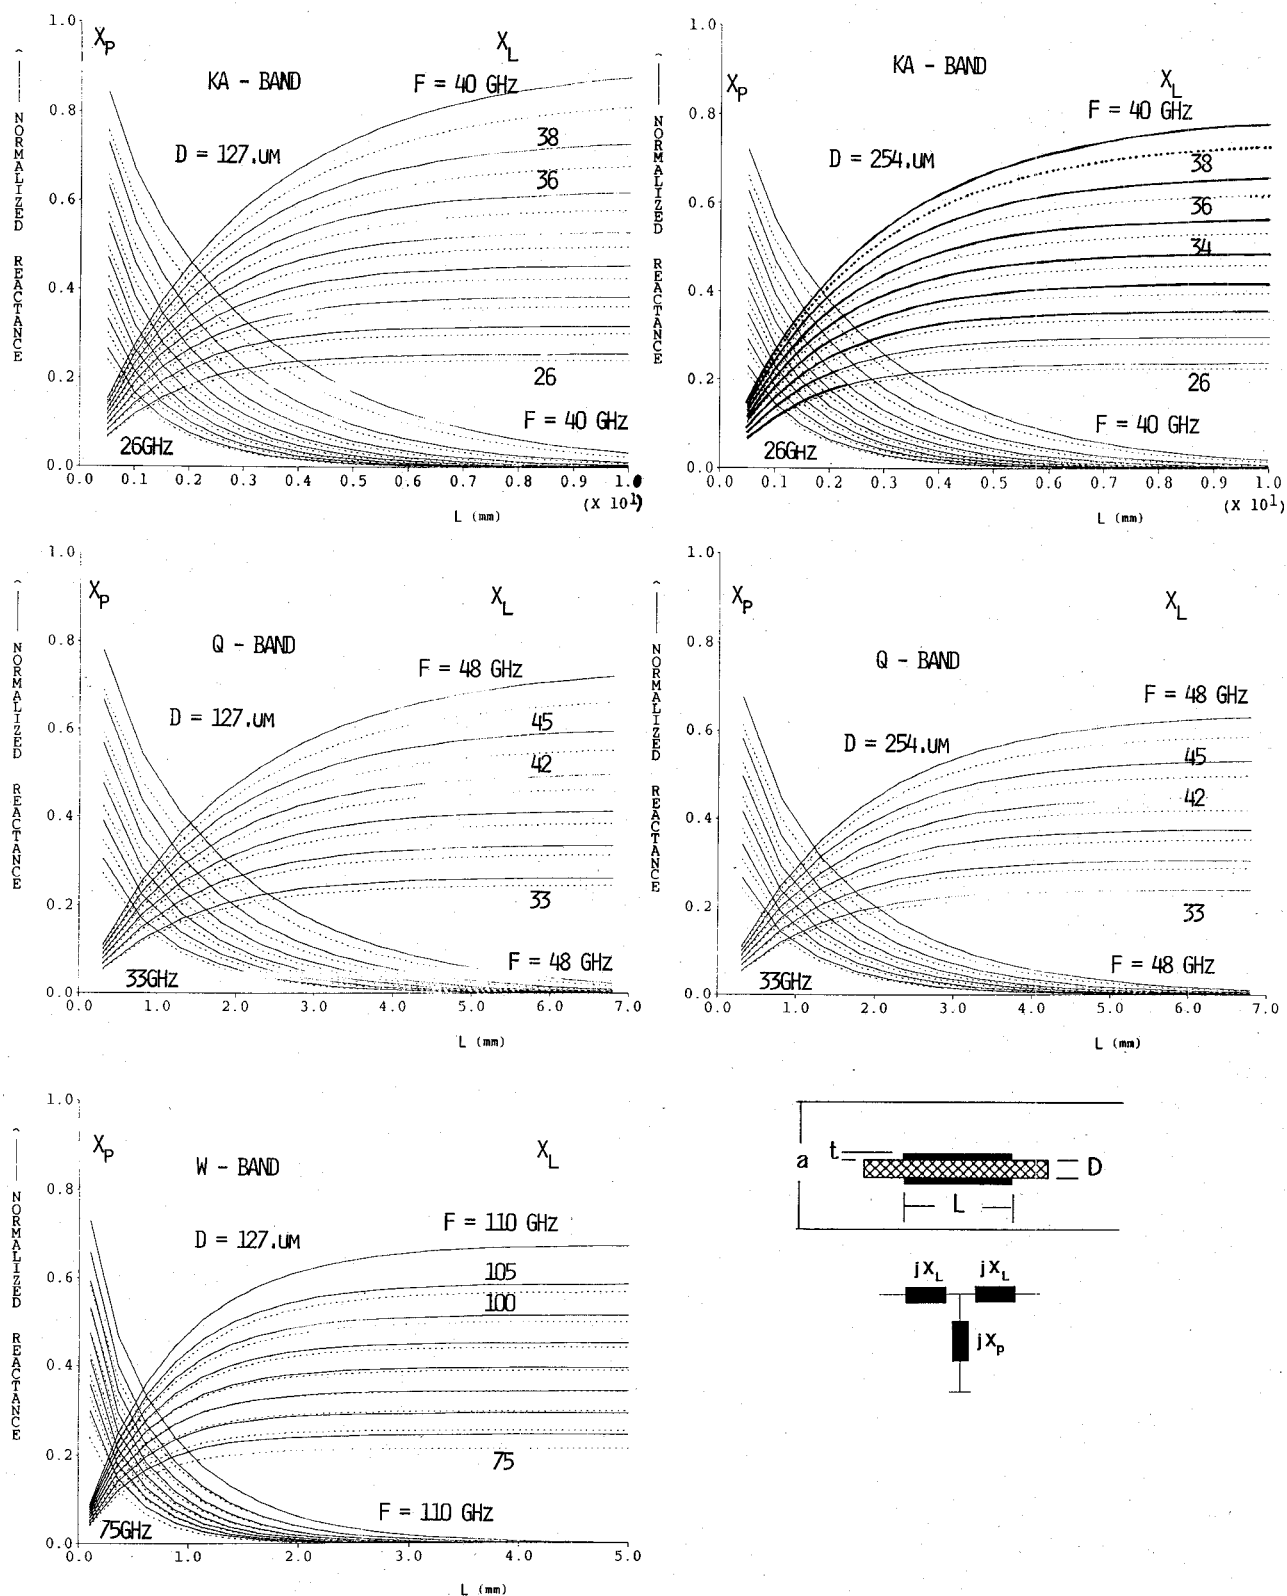 1.0
X_P
X_L
KA - BAND
F = 40 GHz
0.8
38
D = 127.UM
36
0.6
0.4
0.2
26
F = 40 GHz
26GHz
0.0
0.0 0.1 0.2 0.3 0.4 0.5 0.6 0.7 0.8 0.9 1.0
(X 10¹)
L (mm)
NORMALIZED REACTANCE
1.0
KA - BAND
X_P
X_L
F = 40 GHz
0.8
D = 254.UM
38
0.6
36
34
0.4
0.2
26
F = 40 GHz
26GHz
0.0
0.0 0.1 0.2 0.3 0.4 0.5 0.6 0.7 0.8 0.9 1.0
(X 10¹)
L (mm)
NORMALIZED REACTANCE
1.0
X_P
X_L
0.8
Q - BAND
F = 48 GHz
D = 127.UM
45
0.6
42
0.4
0.2
33
F = 48 GHz
33GHz
0.0
0.0 1.0 2.0 3.0 4.0 5.0 6.0 7.0
L (mm)
NORMALIZED REACTANCE
1.0
X_P
X_L
0.8
Q - BAND
F = 48 GHz
D = 254.UM
45
0.6
42
0.4
0.2
33
F = 48 GHz
33GHz
0.0
0.0 1.0 2.0 3.0 4.0 5.0 6.0 7.0
L (mm)
NORMALIZED REACTANCE
1.0
X_P
X_L
W - BAND
0.8
F = 110 GHz
D = 127.UM
105
0.6
100
0.4
0.2
75
F = 110 GHz
75GHz
0.0
0.0 1.0 2.0 3.0 4.0 5.0
L (mm)
NORMALIZED REACTANCE
a
t
D
L
jX_L jX_L
jX_p